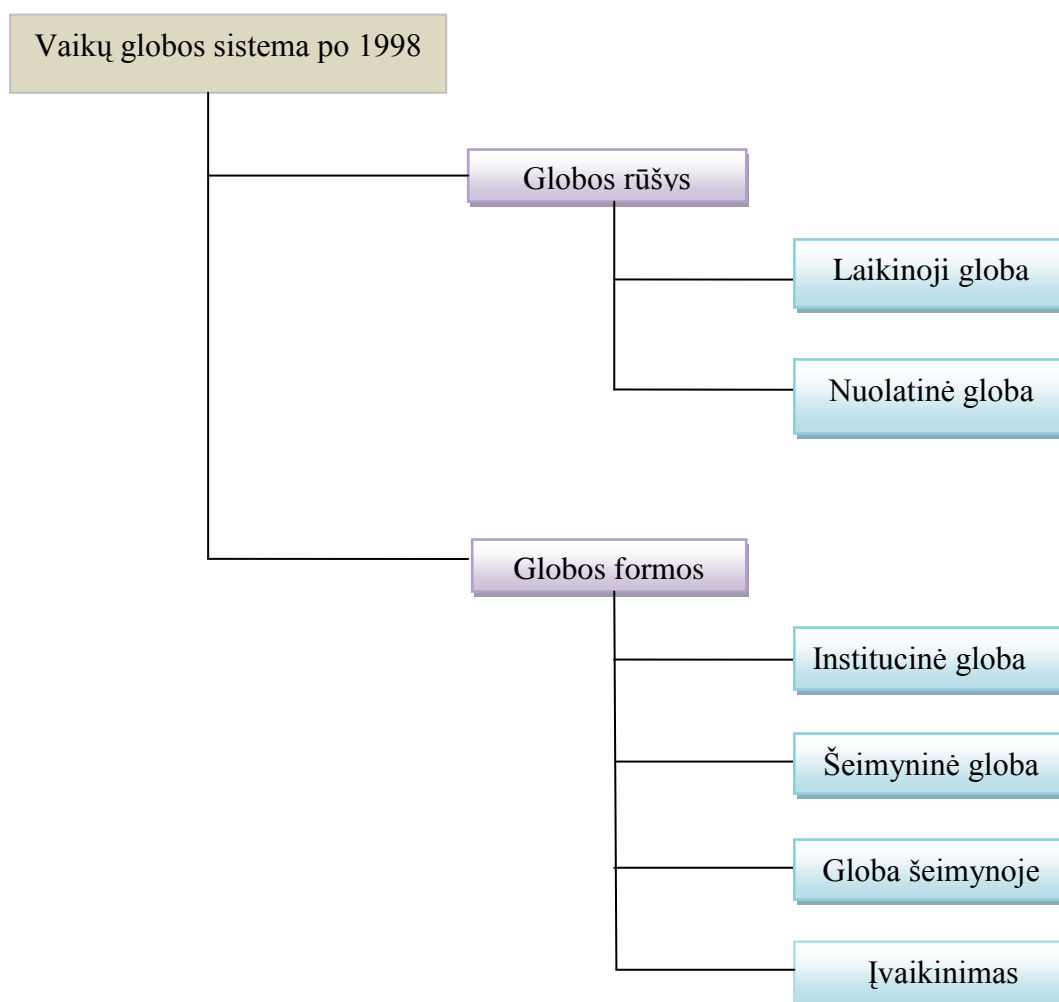 Vaikų globos sistema po 1998
Globos rūšys
Laikinoji globa
Nuolatinė globa
Globos formos
Institucinė globa
Šeimyninė globa
Globa šeimynoje
Įvaikinimas